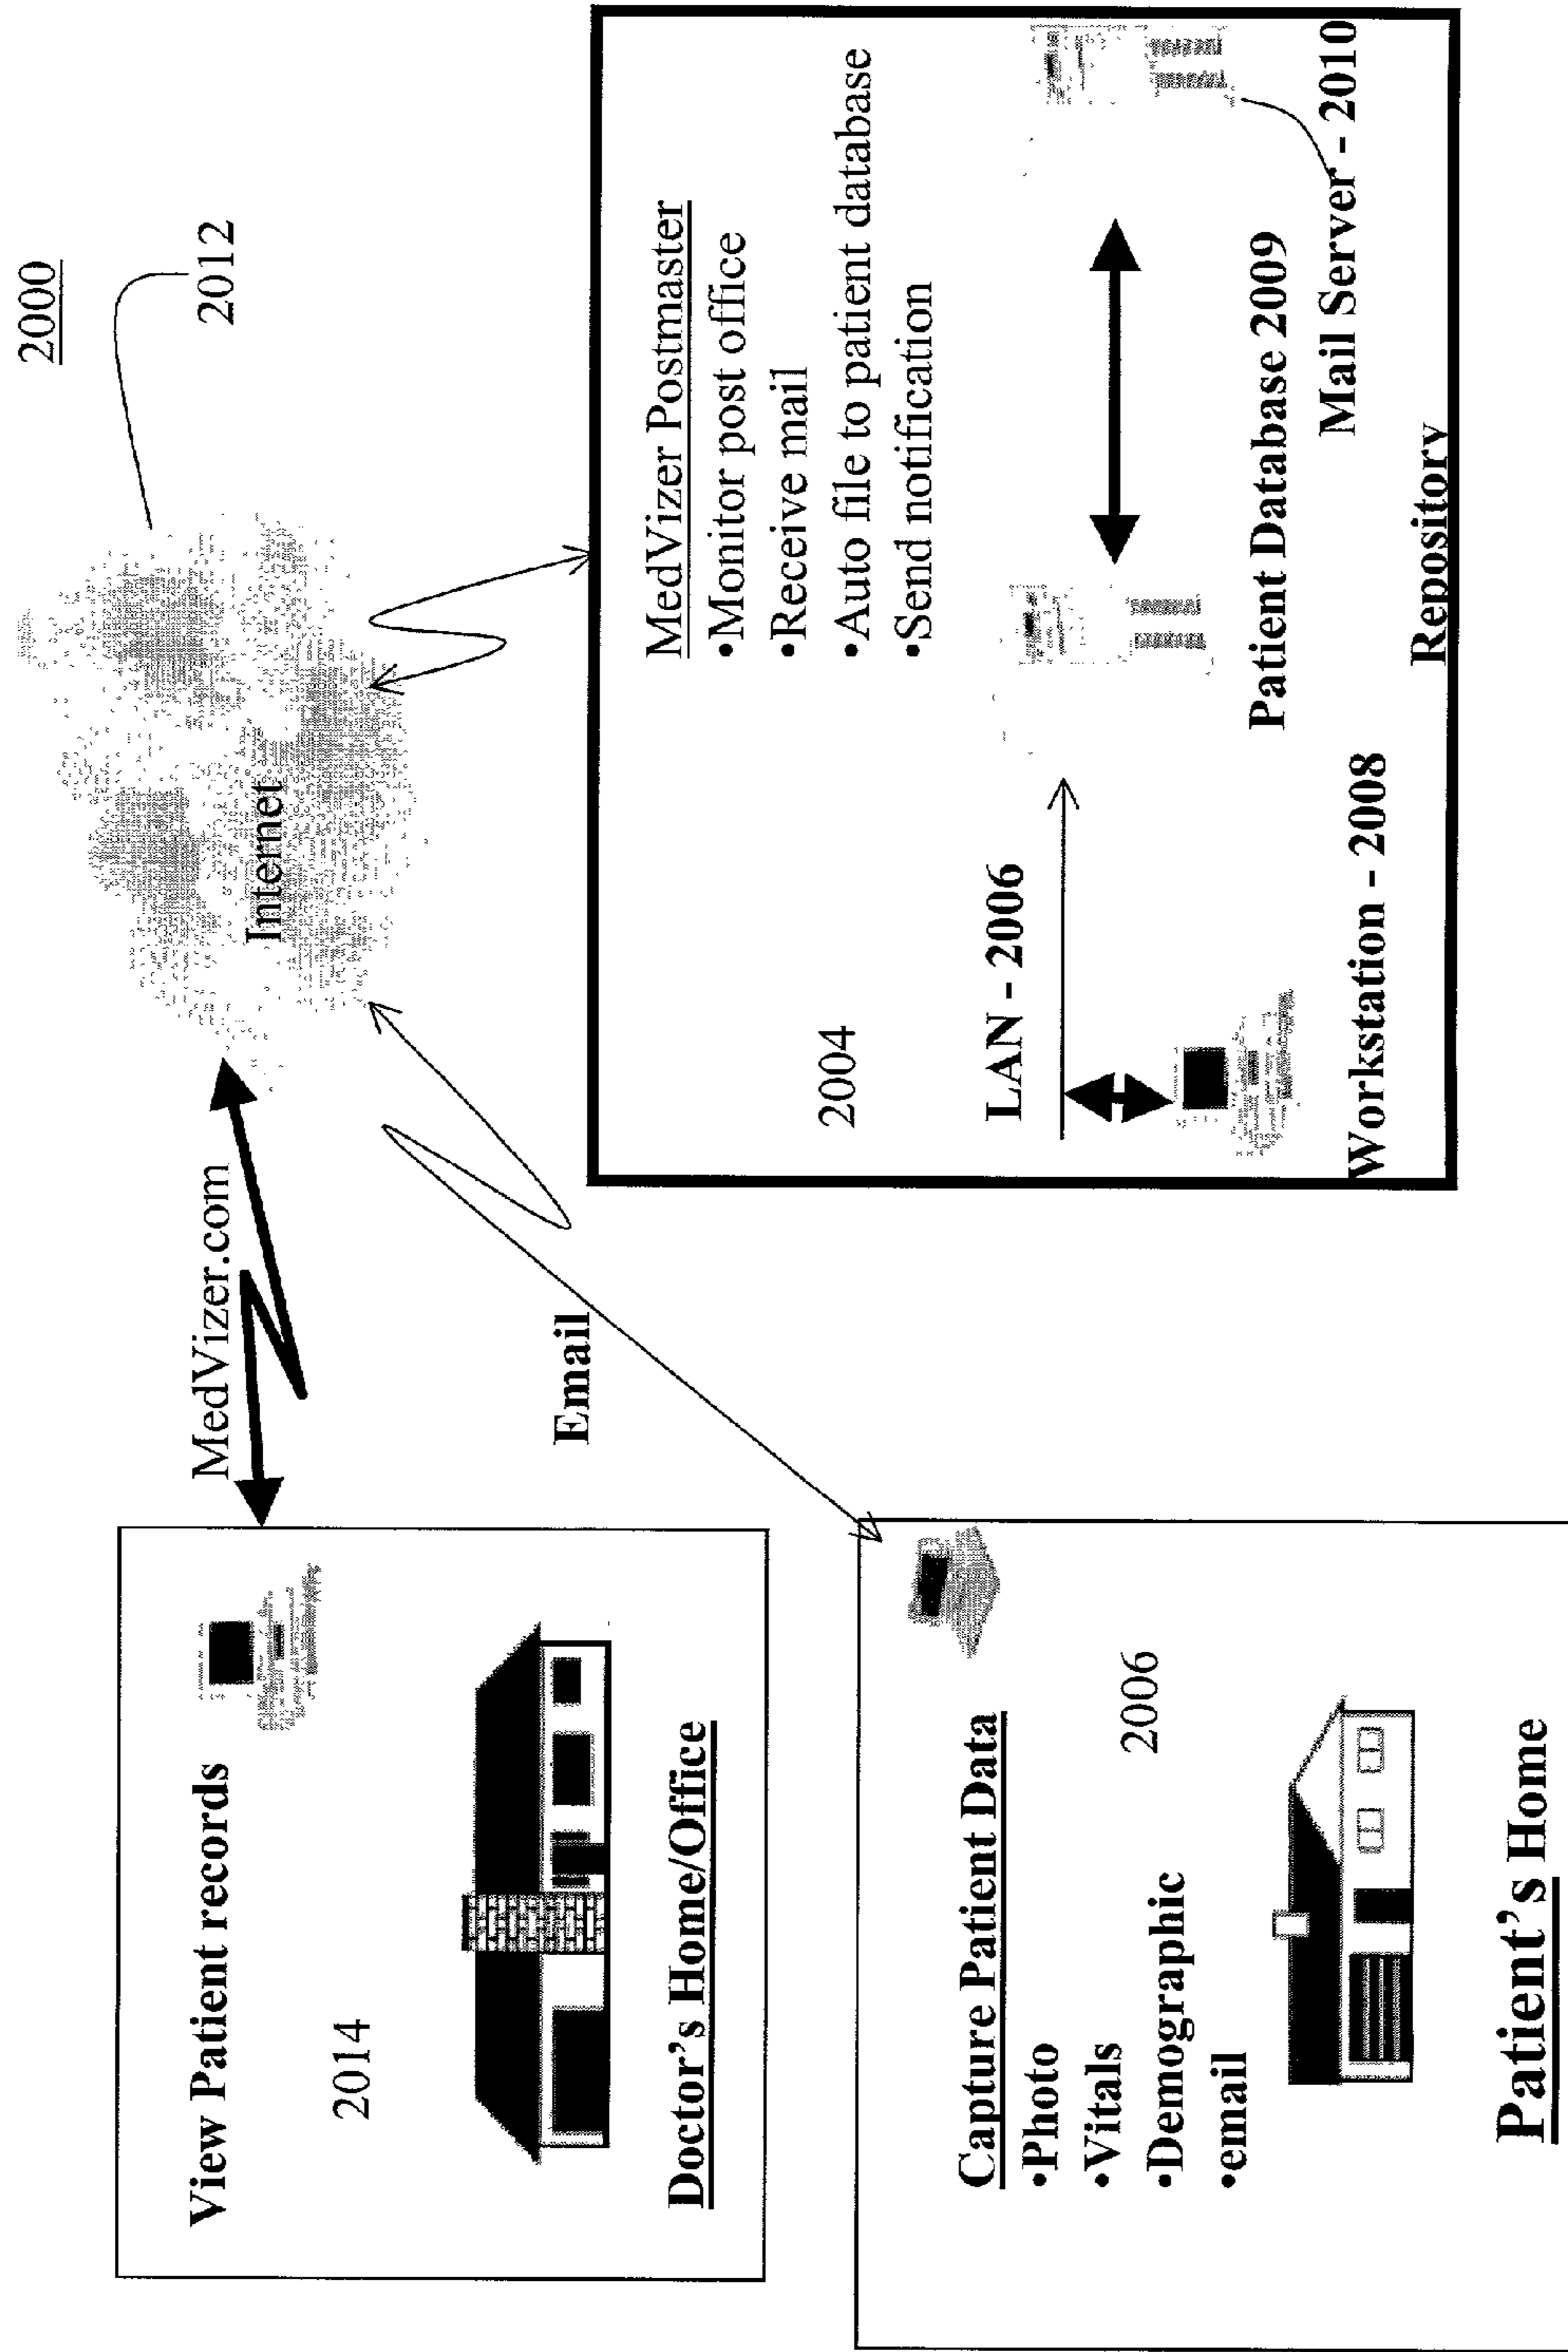 2000
2012
Internet
MedVizer.com
View Patient records
2014
Doctor's Home/Office
Email
Capture Patient Data
•Photo
•Vitals
•Demographic
•email
2006
Patient's Home
MedVizer Postmaster
•Monitor post office
•Receive mail
•Auto file to patient database
•Send notification
2004
LAN - 2006
Workstation - 2008
Patient Database 2009
Mail Server - 2010
Repository